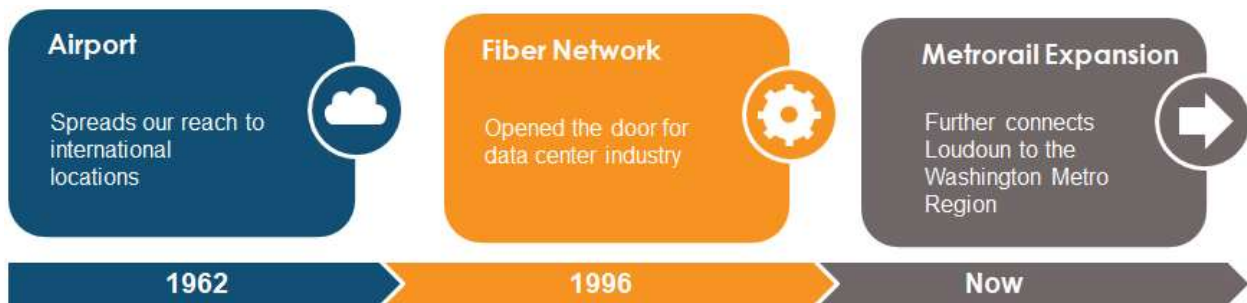 Airport
Spreads our reach to
international
locations
Fiber Network
Opened the door for
data center industry
Metrorail Expansion
Further connects
Loudoun to the
Washington Metro
Region
1962
1996
Now